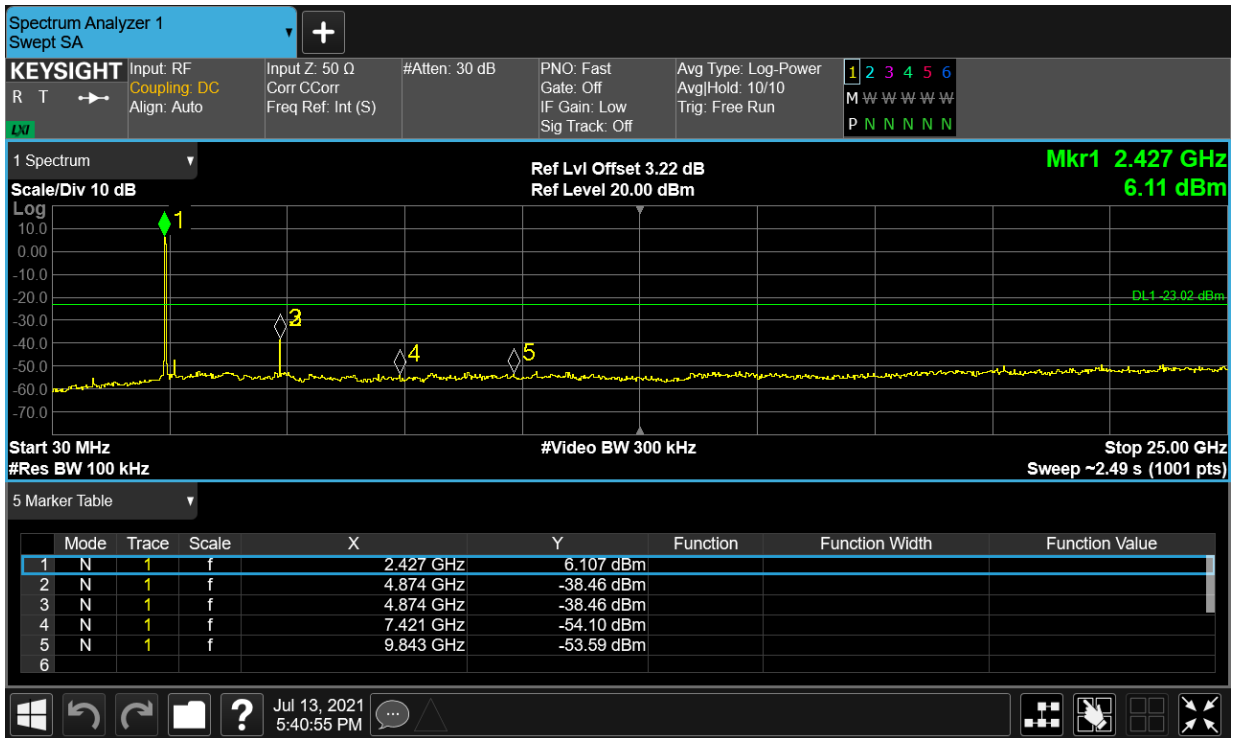 Spectrum Analyzer 1
Swept SA
KEYSIGHT
R T
LXI
Input: RF
Coupling: DC
Align: Auto
Input Z: 50 Ω
Corr CCorr
Freq Ref: Int (S)
#Atten: 30 dB
PNO: Fast
Gate: Off
IF Gain: Low
Sig Track: Off
Avg Type: Log-Power
Avg|Hold: 10/10
Trig: Free Run
1 2 3 4 5 6
M W W W W W
P N N N N N
1 Spectrum
Scale/Div 10 dB
Ref Lvl Offset 3.22 dB
Ref Level 20.00 dBm
Mkr1 2.427 GHz
6.11 dBm
Log
10.0
0.00
-10.0
-20.0
-30.0
-40.0
-50.0
-60.0
-70.0
1
DL1 -23.02 dBm
2
3
4
5
Start 30 MHz
#Res BW 100 kHz
#Video BW 300 kHz
Stop 25.00 GHz
Sweep ~2.49 s (1001 pts)
5 Marker Table
Mode Trace Scale X Y Function Function Width Function Value
1 N 1 f 2.427 GHz 6.107 dBm
2 N 1 f 4.874 GHz -38.46 dBm
3 N 1 f 4.874 GHz -38.46 dBm
4 N 1 f 7.421 GHz -54.10 dBm
5 N 1 f 9.843 GHz -53.59 dBm
6
?
Jul 13, 2021
5:40:55 PM